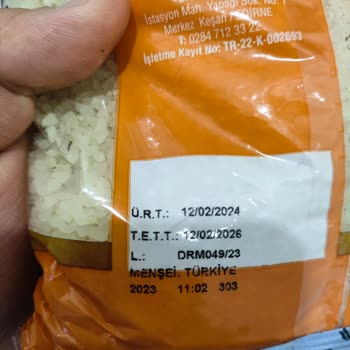 İstasyon Mah. Yapağı Sok. No: 1
Merkez Keşan / EDİRNE
T: 0284 712 33 22
İşletme Kayıt No: TR-22-K-002693
Ü.R.T.: 12/02/2024
T.E.T.T.: 12/02/2026
L.: DRM049/23
MENŞEİ: TÜRKİYE
2023 11:02 303